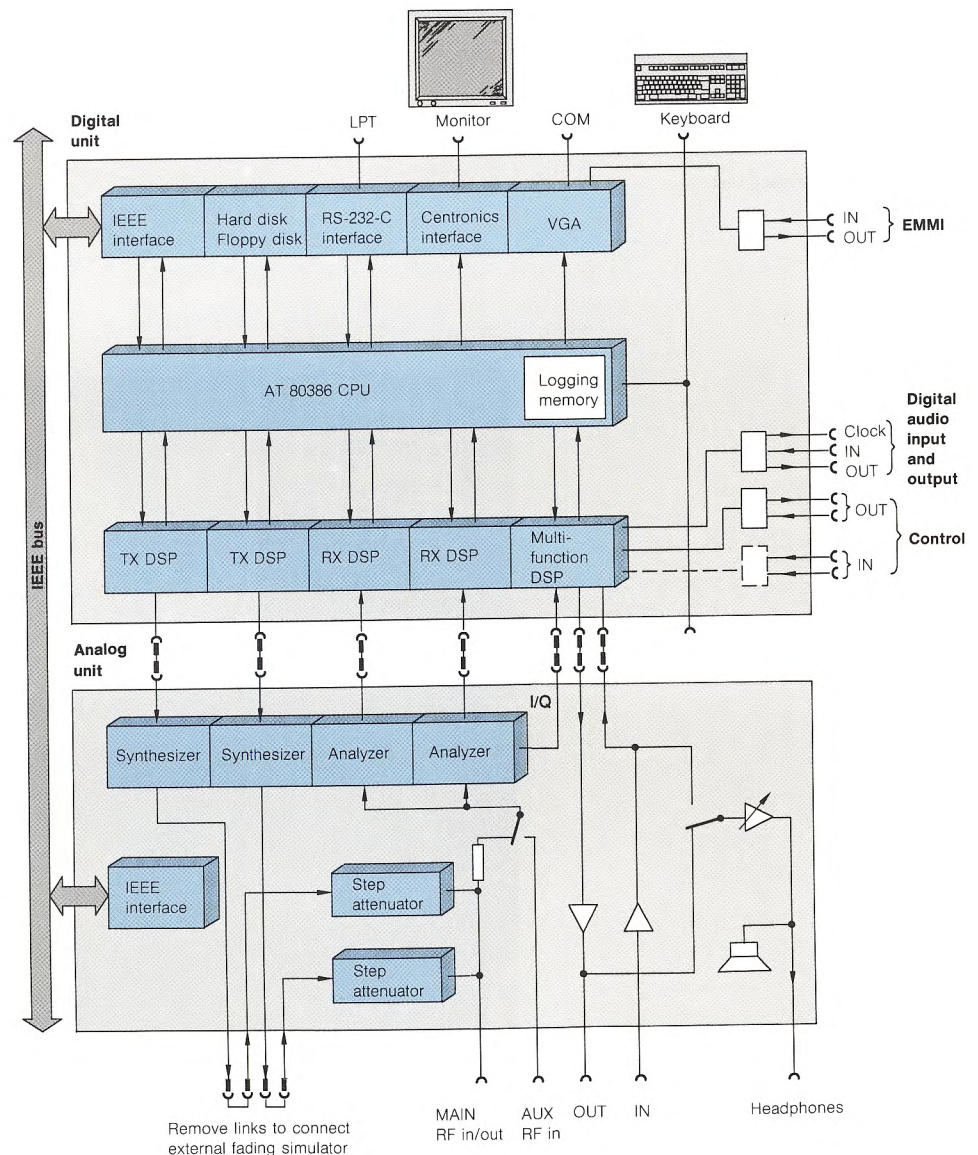 Digital
unit
LPT
Monitor
COM
Keyboard
IEEE
interface
Hard disk
Floppy disk
RS-232-C
interface
Centronics
interface
VGA
IN
OUT
EMMI
AT 80386 CPU
Logging
memory
Clock
IN
OUT
Digital
audio
input
and
output
OUT
IN
Control
TX DSP
TX DSP
RX DSP
RX DSP
Multi-
function
DSP
IEEE bus
Analog
unit
I/Q
Synthesizer
Synthesizer
Analyzer
Analyzer
IEEE
interface
Step
attenuator
Step
attenuator
Remove links to connect
external fading simulator
MAIN
RF in/out
AUX
RF in
OUT
IN
Headphones